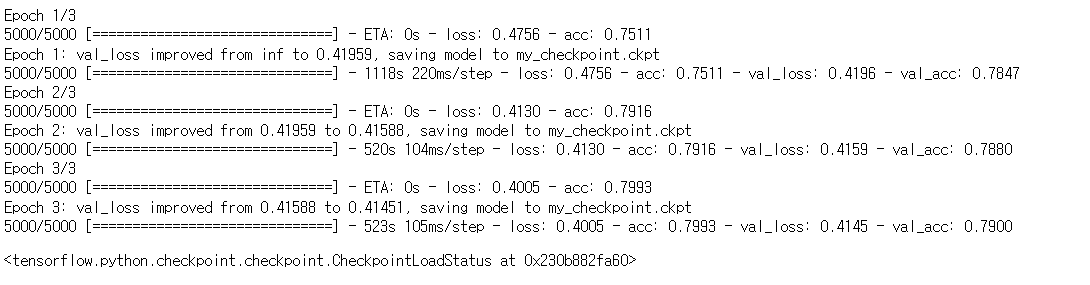 Epoch 1/3
5000/5000 [==============================] - ETA: 0s - loss: 0.4756 - acc: 0.7511
Epoch 1: val_loss improved from inf to 0.41959, saving model to my_checkpoint.ckpt
5000/5000 [==============================] - 1118s 220ms/step - loss: 0.4756 - acc: 0.7511 - val_loss: 0.4196 - val_acc: 0.7847
Epoch 2/3
5000/5000 [==============================] - ETA: 0s - loss: 0.4130 - acc: 0.7916
Epoch 2: val_loss improved from 0.41959 to 0.41588, saving model to my_checkpoint.ckpt
5000/5000 [==============================] - 520s 104ms/step - loss: 0.4130 - acc: 0.7916 - val_loss: 0.4159 - val_acc: 0.7880
Epoch 3/3
5000/5000 [==============================] - ETA: 0s - loss: 0.4005 - acc: 0.7993
Epoch 3: val_loss improved from 0.41588 to 0.41451, saving model to my_checkpoint.ckpt
5000/5000 [==============================] - 523s 105ms/step - loss: 0.4005 - acc: 0.7993 - val_loss: 0.4145 - val_acc: 0.7900
<tensorflow.python.checkpoint.checkpoint.CheckpointLoadStatus at 0x230b882fa60>